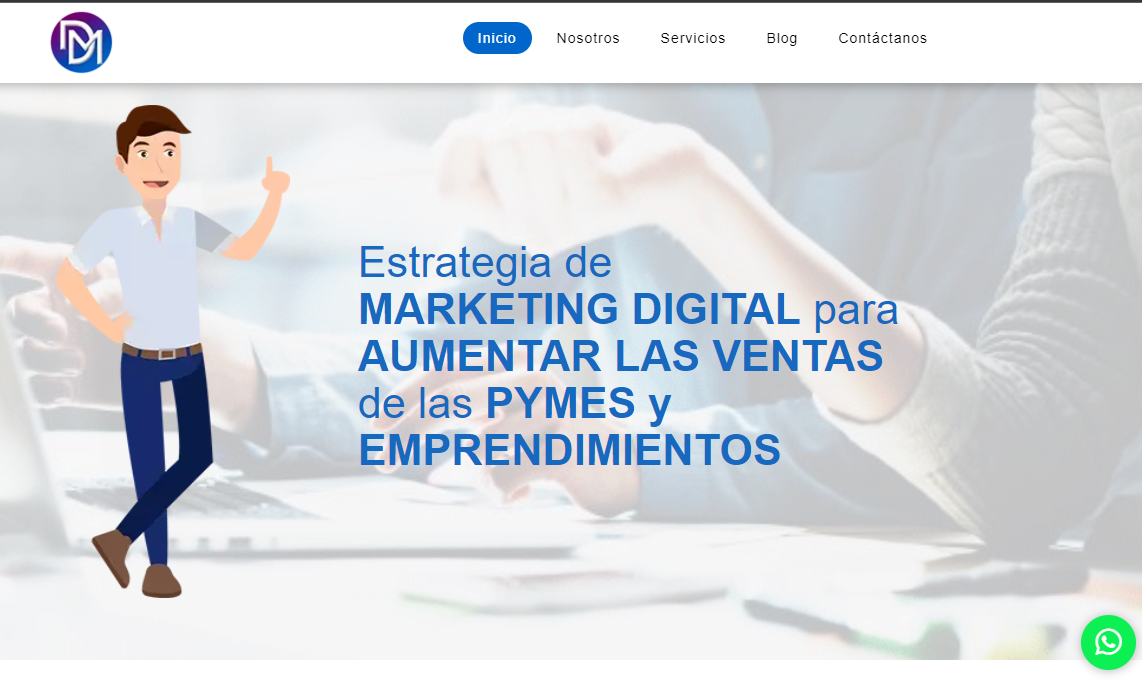 DM
Inicio Nosotros Servicios Blog Contáctanos
Estrategia de
MARKETING DIGITAL para
AUMENTAR LAS VENTAS
de las PYMES y
EMPRENDIMIENTOS